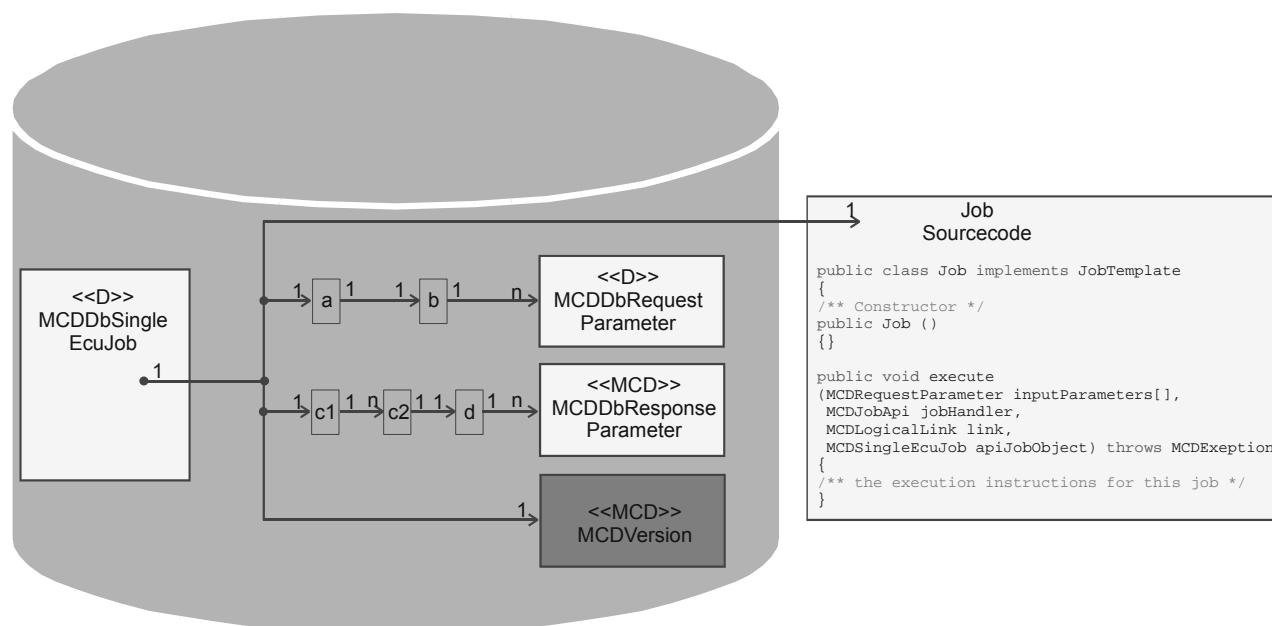 1
Job
Sourcecode
public class Job implements JobTemplate
{
/** Constructor */
public Job ()
{}
public void execute
(MCDRequestParameter inputParameters[],
MCDJobApi jobHandler,
MCDLogicalLink link,
MCDSingleEcuJob apiJobObject) throws MCDExeption
{
/** the execution instructions for this job */
}
<<D>>
MCDDbSingle
EcuJob
1
1 a 1 1 b 1 n
<<D>>
MCDDbRequest
Parameter
1 c1 1 n c2 1 1 d 1 n
<<MCD>>
MCDDbResponse
Parameter
1
<<MCD>>
MCDVersion